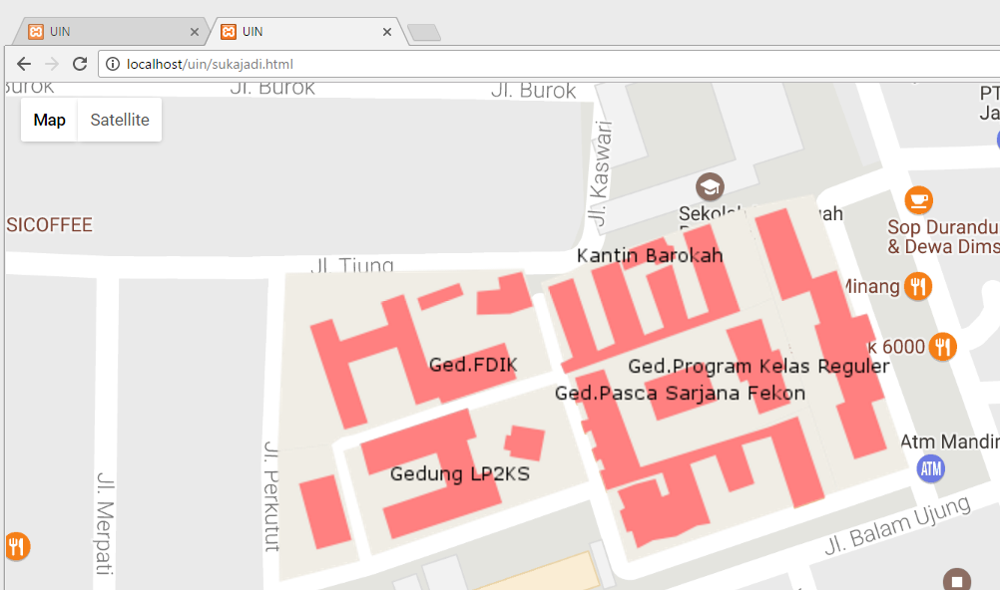 UIN
UIN
localhost/uin/sukajadi.html
Jl. Burok
Jl. Burok
Map
Satellite
Jl. Kaswari
SICOFFEE
Sop Durandu
& Dewa Dims
Kantin Barokah
Jl. Tiung
Minang
k 6000
Ged.FDIK
Ged.Program Kelas Reguler
Ged.Pasca Sarjana Fekon
Atm Mandir
ATM
Gedung LP2KS
Jl. Perkutut
Jl. Merpati
Jl. Balam Ujung